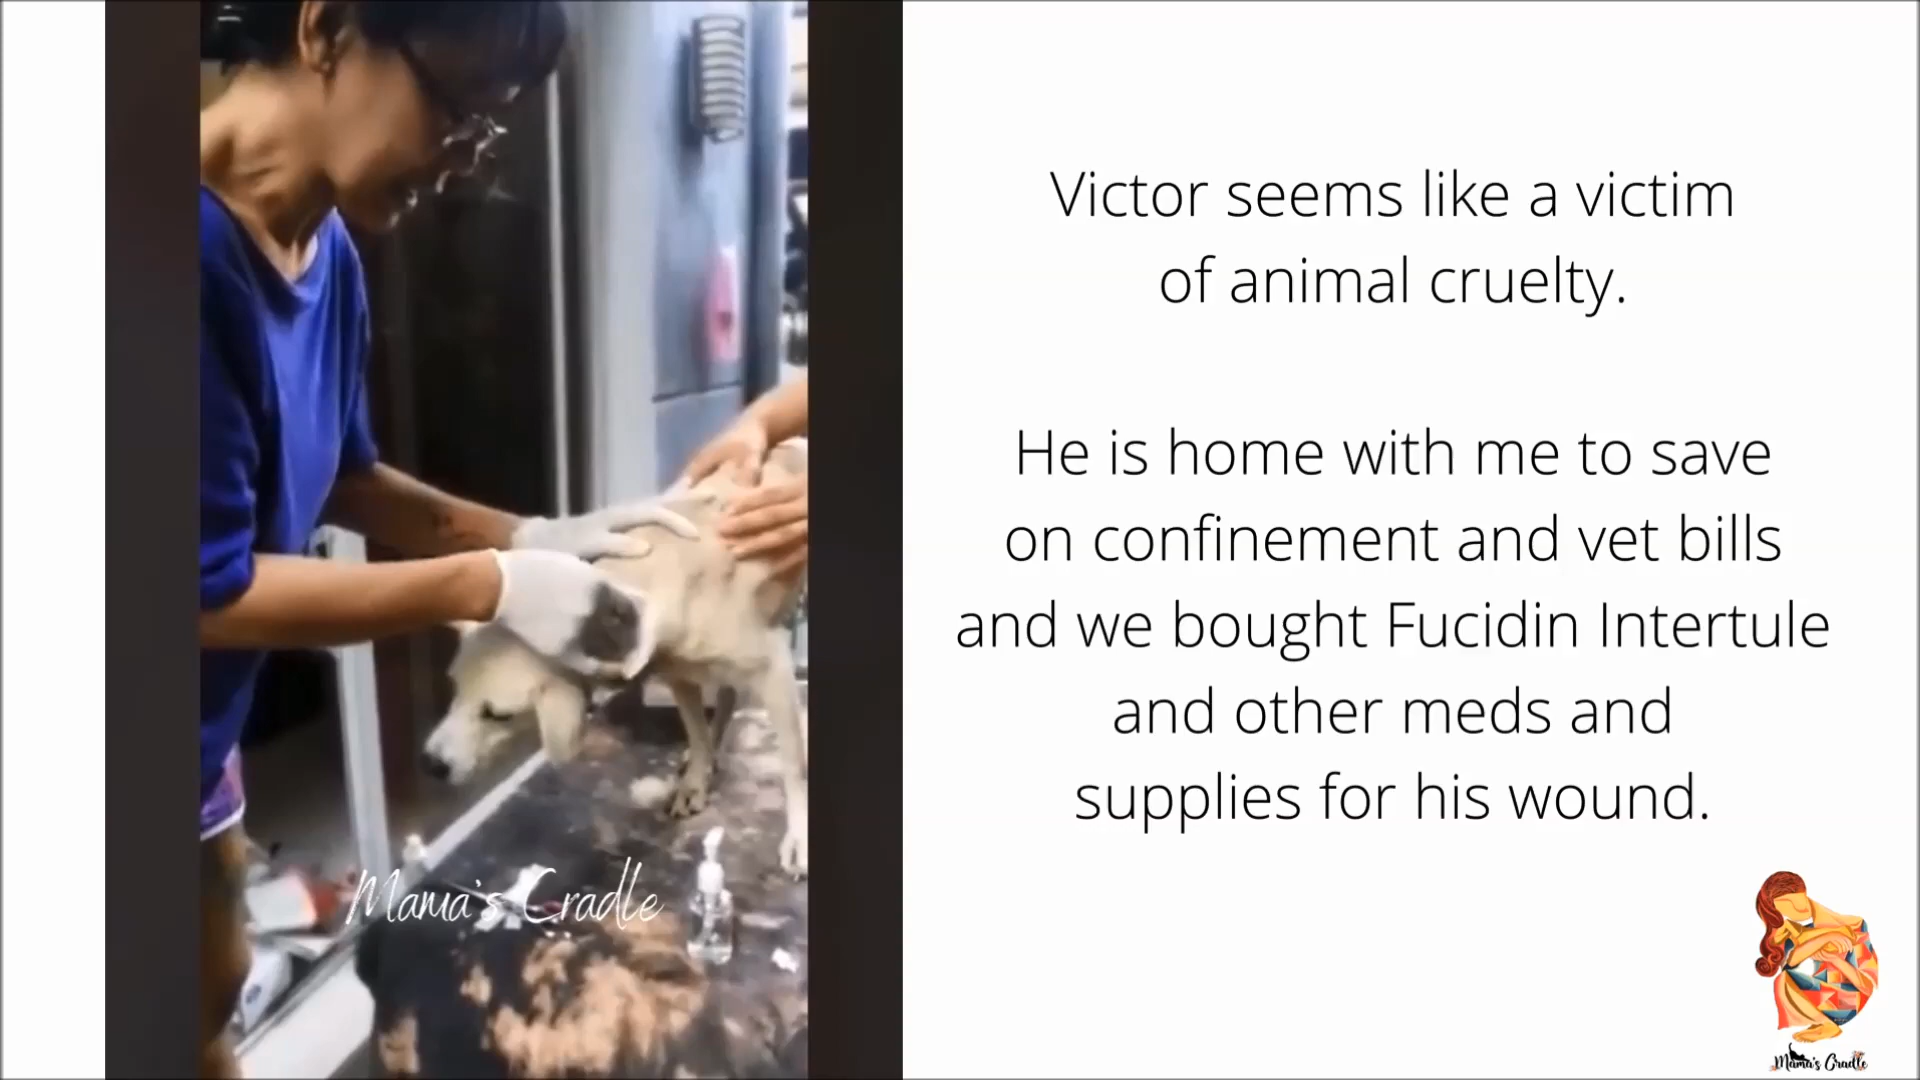 Victor seems like a victim
of animal cruelty.
He is home with me to save
on confinement and vet bills
and we bought Fucidin Intertule
and other meds and
supplies for his wound.
Mama's Cradle
Mama's Cradle